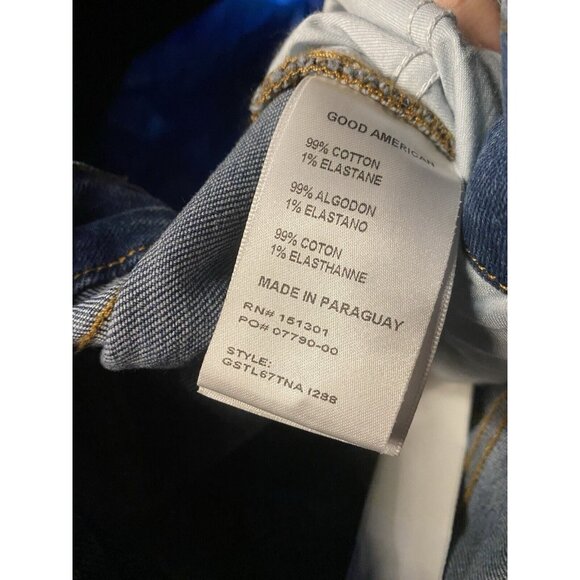 GOOD AMERICAN
99% COTTON
1% ELASTANE
99% ALGODON
1% ELASTANO
99% COTON
1% ELASTHANNE
MADE IN PARAGUAY
RN# 151301
PO# 07790-00
STYLE:
GSTL67TNA I288